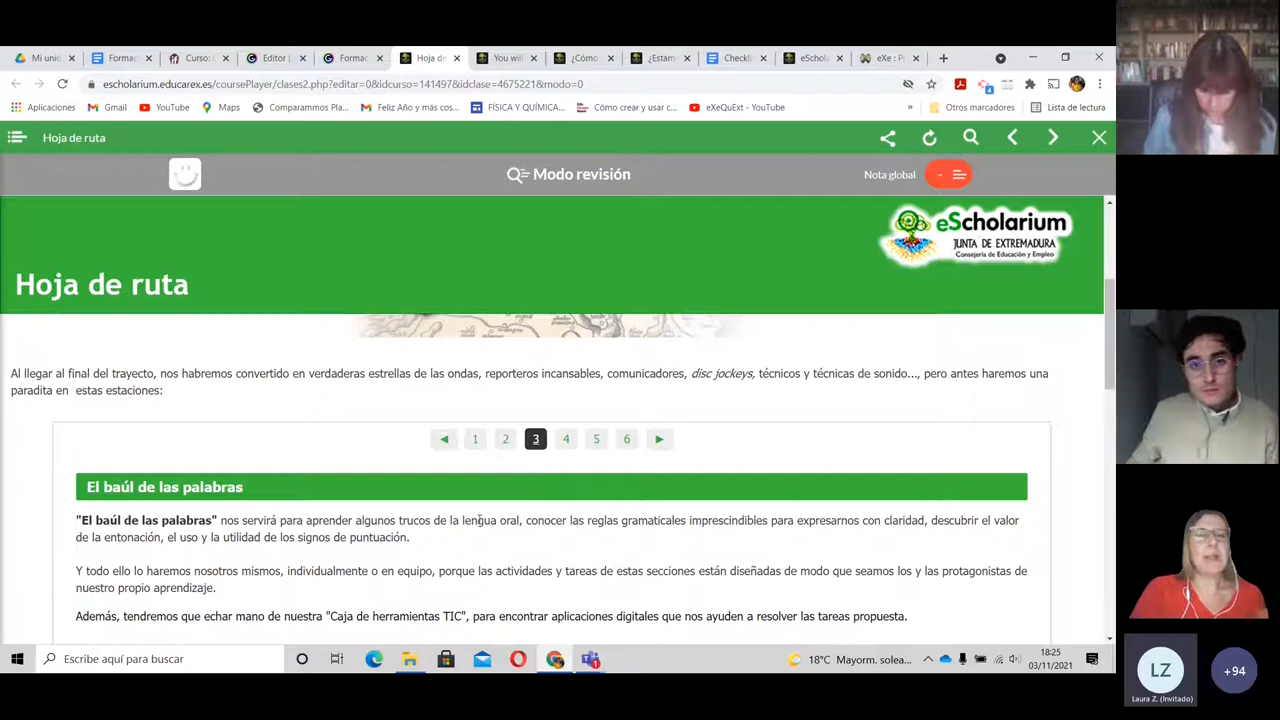 Mi unid
Formac
Curso: C
Editor |
Formac
Hoja de
You will
¿Cómo
¿Estam
Checkli
eSchola
eXe : P
escholarium.educarex.es/coursePlayer/clases2.php?editar=0&idcurso=141497&idclase=4675221&modo=0
Aplicaciones
Gmail
YouTube
Maps
Comparammos Plam...
Feliz Año y más cos...
FÍSICA Y QUÍMICA...
Cómo crear y usar c...
eXeQuExt - YouTube
»
Otros marcadores
Lista de lectura
Hoja de ruta
Modo revisión
Nota global
-
eScholarium
JUNTA DE EXTREMADURA
Consejería de Educación y Empleo
Hoja de ruta
Al llegar al final del trayecto, nos habremos convertido en verdaderas estrellas de las ondas, reporteros incansables, comunicadores, disc jockeys, técnicos y técnicas de sonido..., pero antes haremos una
paradita en estas estaciones:
1 2 3 4 5 6
El baúl de las palabras
"El baúl de las palabras" nos servirá para aprender algunos trucos de la lengua oral, conocer las reglas gramaticales imprescindibles para expresarnos con claridad, descubrir el valor
de la entonación, el uso y la utilidad de los signos de puntuación.
Y todo ello lo haremos nosotros mismos, individualmente o en equipo, porque las actividades y tareas de estas secciones están diseñadas de modo que seamos los y las protagonistas de
nuestro propio aprendizaje.
Además, tendremos que echar mano de nuestra "Caja de herramientas TIC", para encontrar aplicaciones digitales que nos ayuden a resolver las tareas propuesta.
Escribe aquí para buscar
18°C Mayorm. solea...
18:25
03/11/2021
LZ
Laura Z. (Invitado)
+94